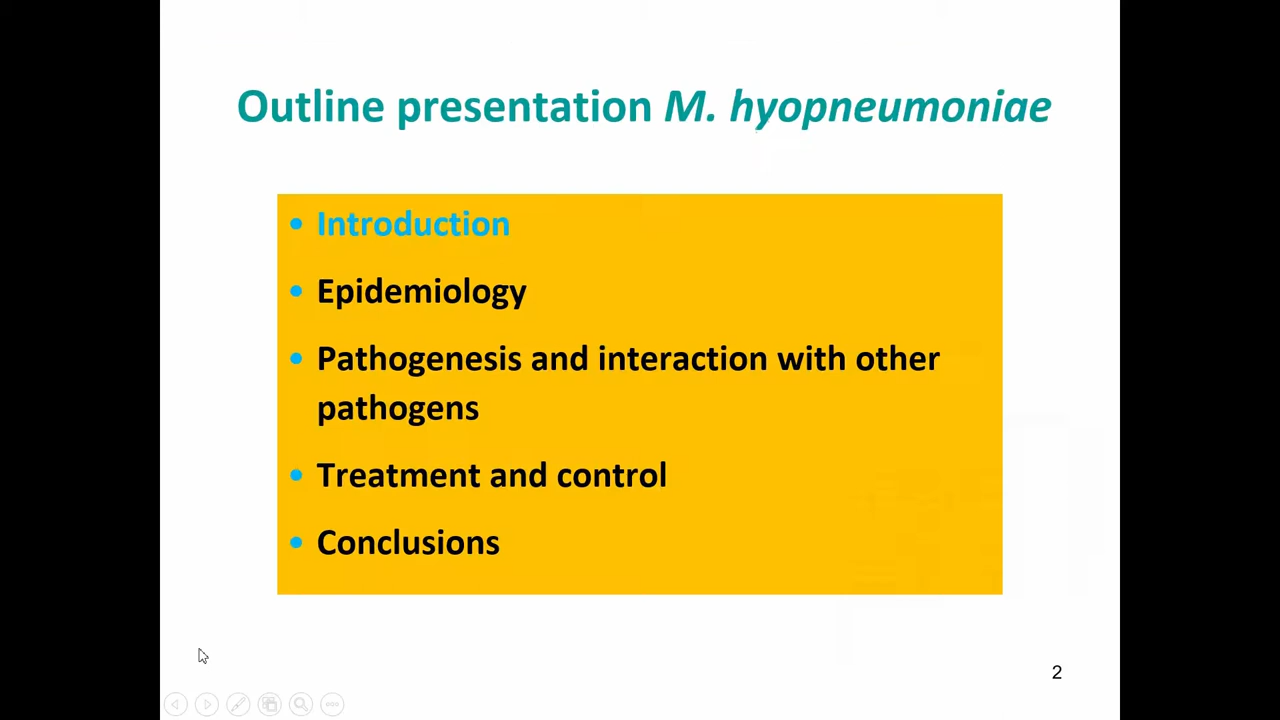 Outline presentation M. hyopneumoniae
• Introduction
• Epidemiology
• Pathogenesis and interaction with other
pathogens
• Treatment and control
• Conclusions
2